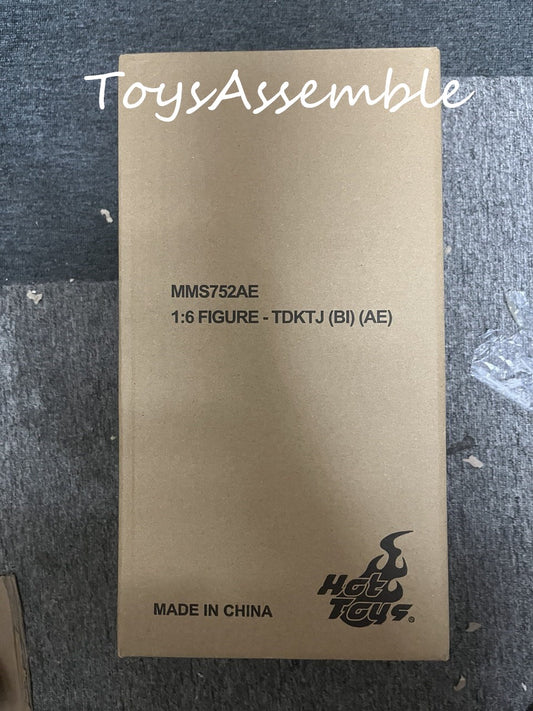 ToysAssemble
MMS752AE
1:6 FIGURE - TDKTJ (BI) (AE)
MADE IN CHINA
Hot
Toys®